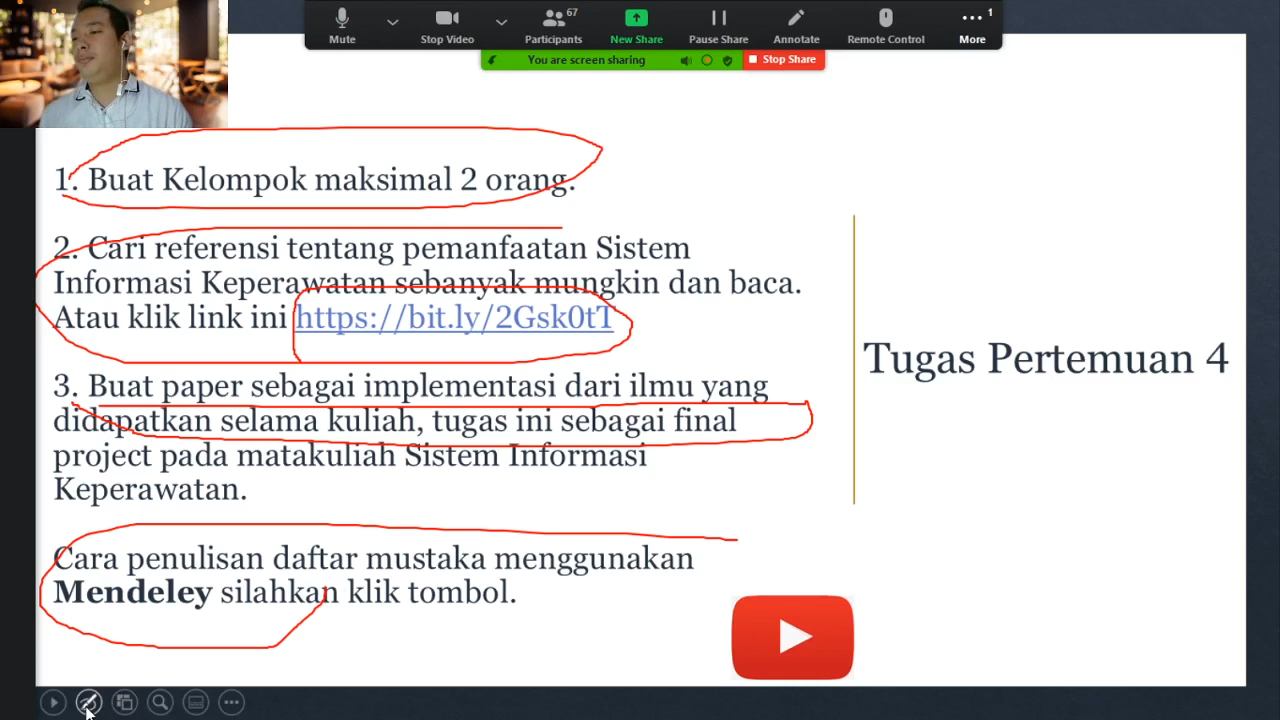 Mute
Stop Video
67
Participants
New Share
Pause Share
Annotate
Remote Control
1
More
You are screen sharing
Stop Share
1. Buat Kelompok maksimal 2 orang.
2. Cari referensi tentang pemanfaatan Sistem
Informasi Keperawatan sebanyak mungkin dan baca.
Atau klik link ini https://bit.ly/2Gsk0tT
3. Buat paper sebagai implementasi dari ilmu yang
didapatkan selama kuliah, tugas ini sebagai final
project pada matakuliah Sistem Informasi
Keperawatan.
Cara penulisan daftar mustaka menggunakan
Mendeley silahkan klik tombol.
Tugas Pertemuan 4